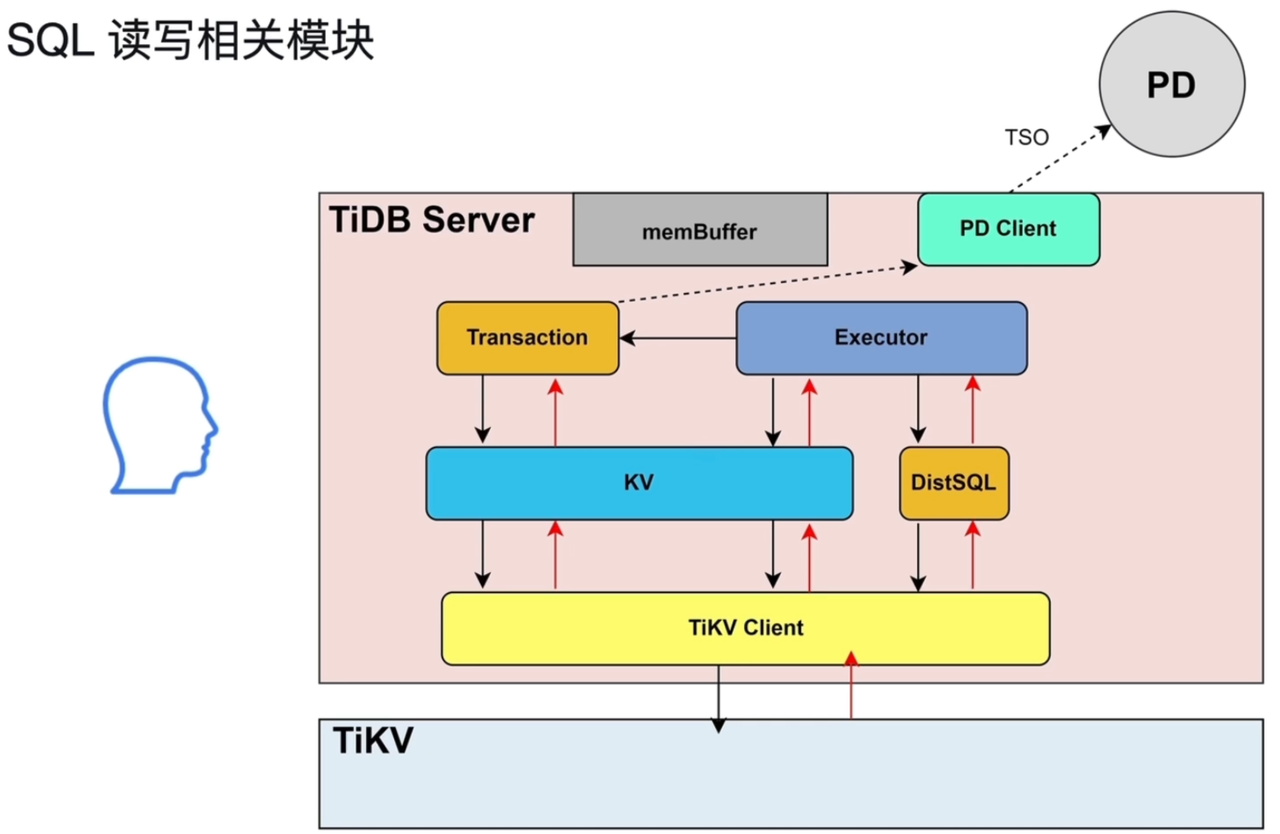 SQL 读写相关模块
PD
TSO
TiDB Server
memBuffer
PD Client
Transaction
Executor
KV
DistSQL
TiKV Client
TiKV